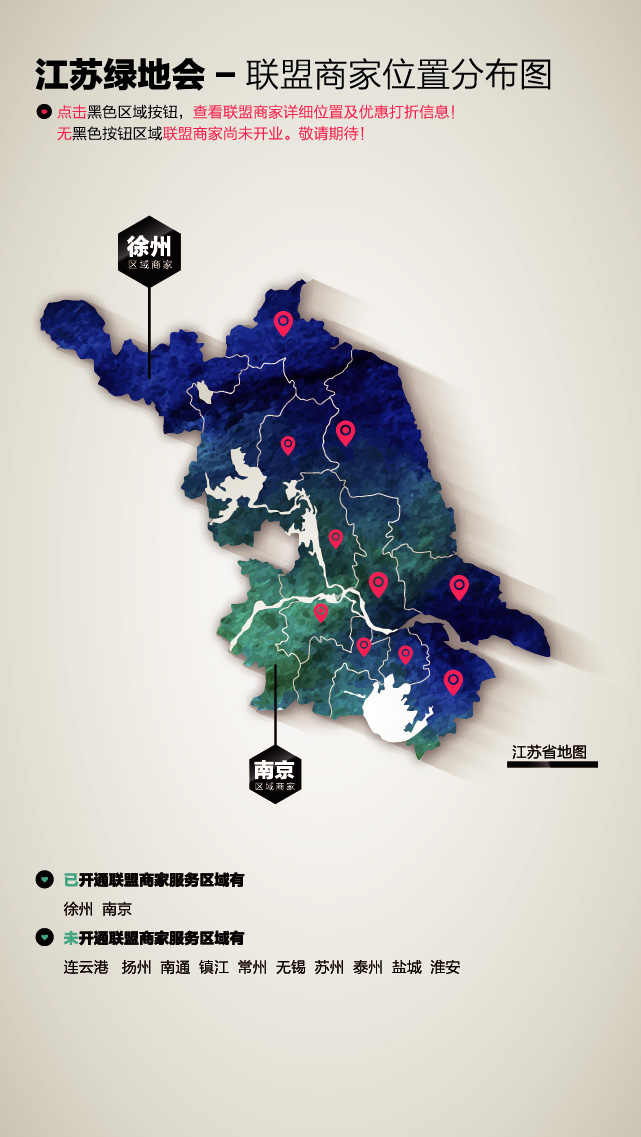 江苏绿地会 – 联盟商家位置分布图
点击黑色区域按钮，查看联盟商家详细位置及优惠打折信息！
无黑色按钮区域联盟商家尚未开业。敬请期待！
徐州
区域商家
南京
区域商家
江苏省地图
已开通联盟商家服务区域有
徐州 南京
未开通联盟商家服务区域有
连云港 扬州 南通 镇江 常州 无锡 苏州 泰州 盐城 淮安